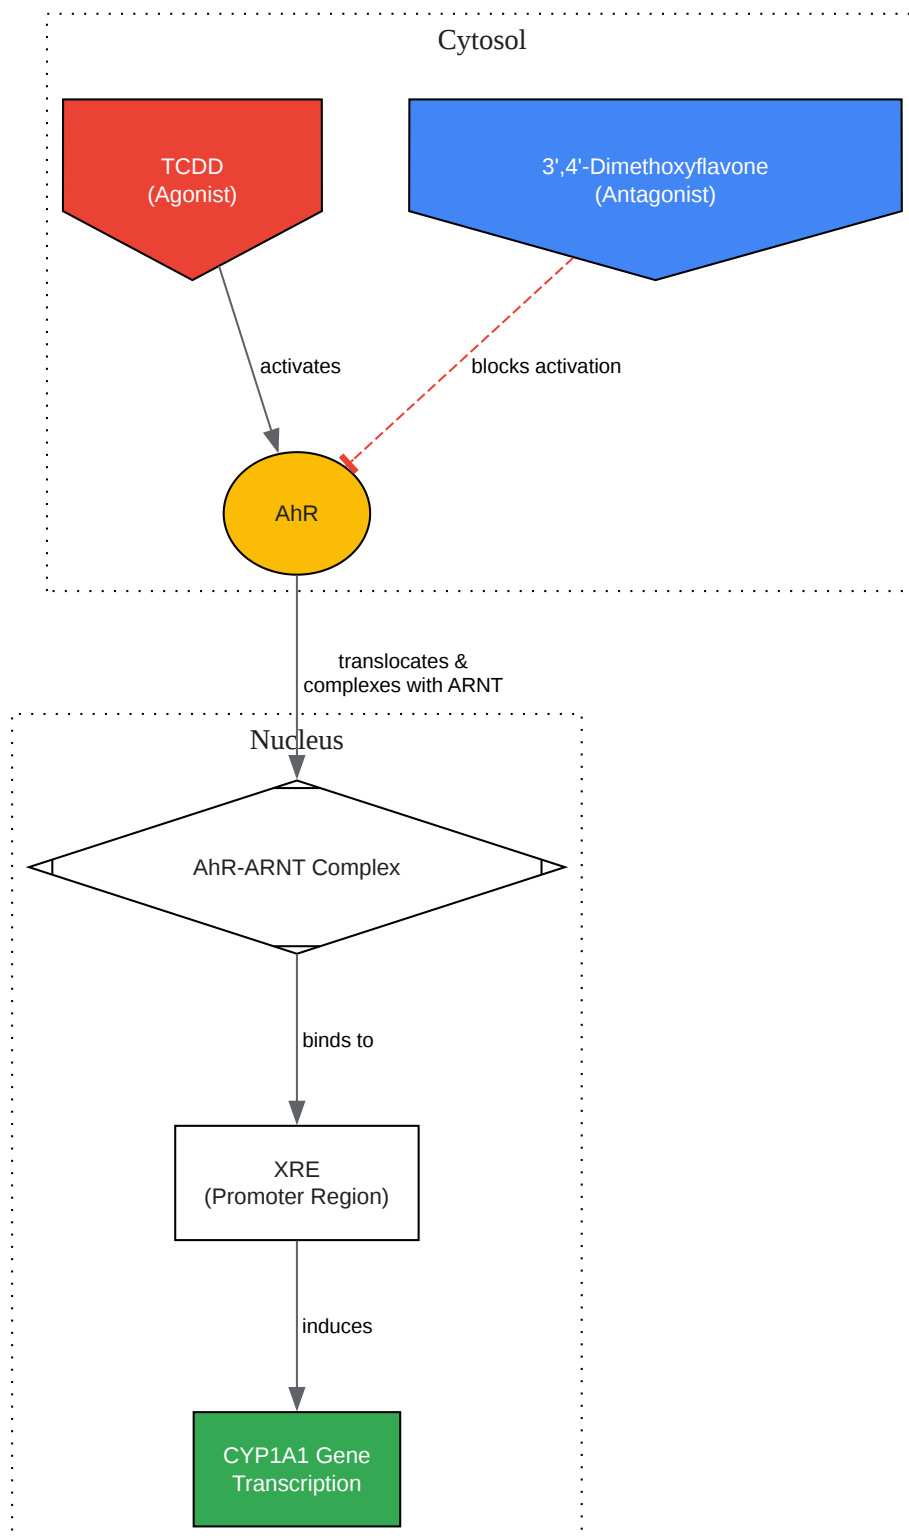 Cytosol
TCDD
(Agonist)
3',4'-Dimethoxyflavone
(Antagonist)
activates
blocks activation
AhR
translocates &
complexes with ARNT
Nucleus
AhR-ARNT Complex
binds to
XRE
(Promoter Region)
induces
CYP1A1 Gene
Transcription